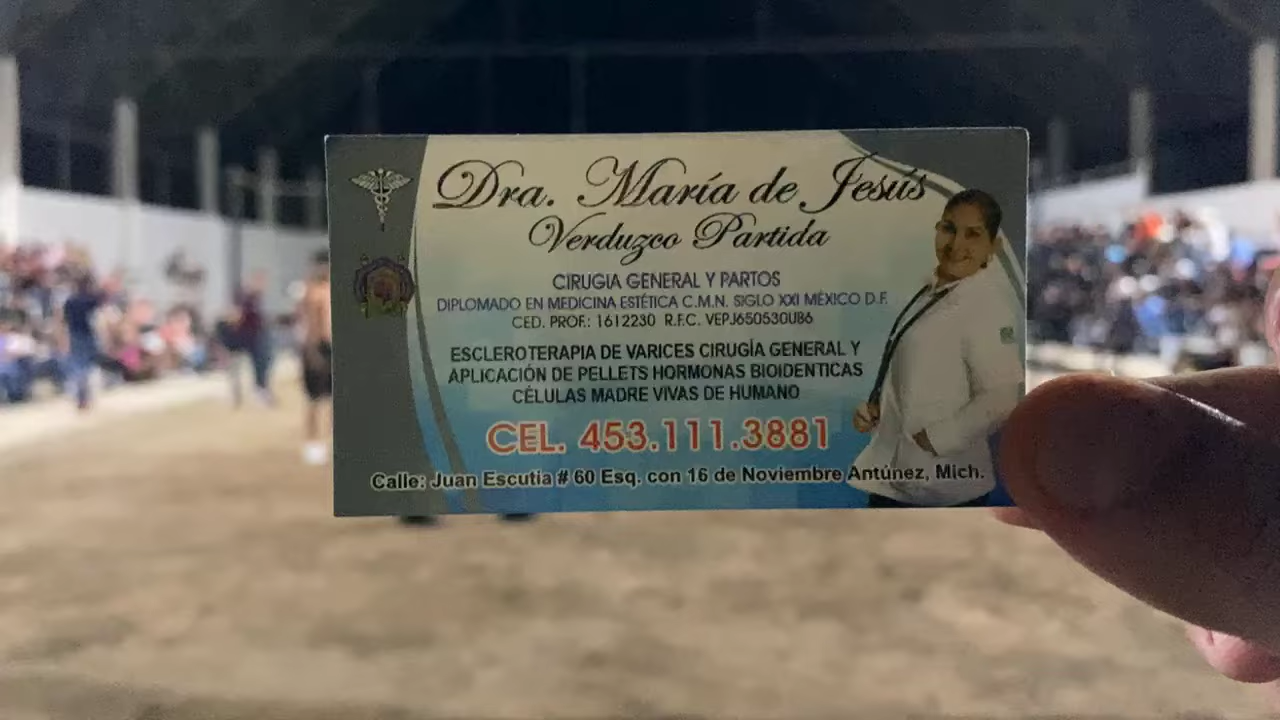 Dra. María de Jesús
Verduzco Partida
CIRUGIA GENERAL Y PARTOS
DIPLOMADO EN MEDICINA ESTÉTICA C.M.N. SIGLO XXI MÉXICO D.F.
CED. PROF.: 1612230 R.F.C. VEPJ650530U86
ESCLEROTERAPIA DE VARICES CIRUGÍA GENERAL Y
APLICACIÓN DE PELLETS HORMONAS BIOIDENTICAS
CÉLULAS MADRE VIVAS DE HUMANO
CEL. 453.111.3881
Calle: Juan Escutia # 60 Esq. con 16 de Noviembre Antúnez, Mich.